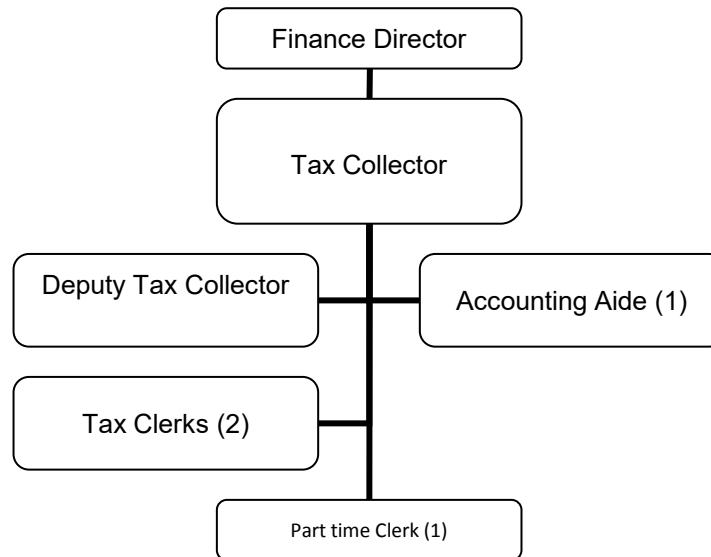 Finance Director
Tax Collector
Deputy Tax Collector
Accounting Aide (1)
Tax Clerks (2)
Part time Clerk (1)